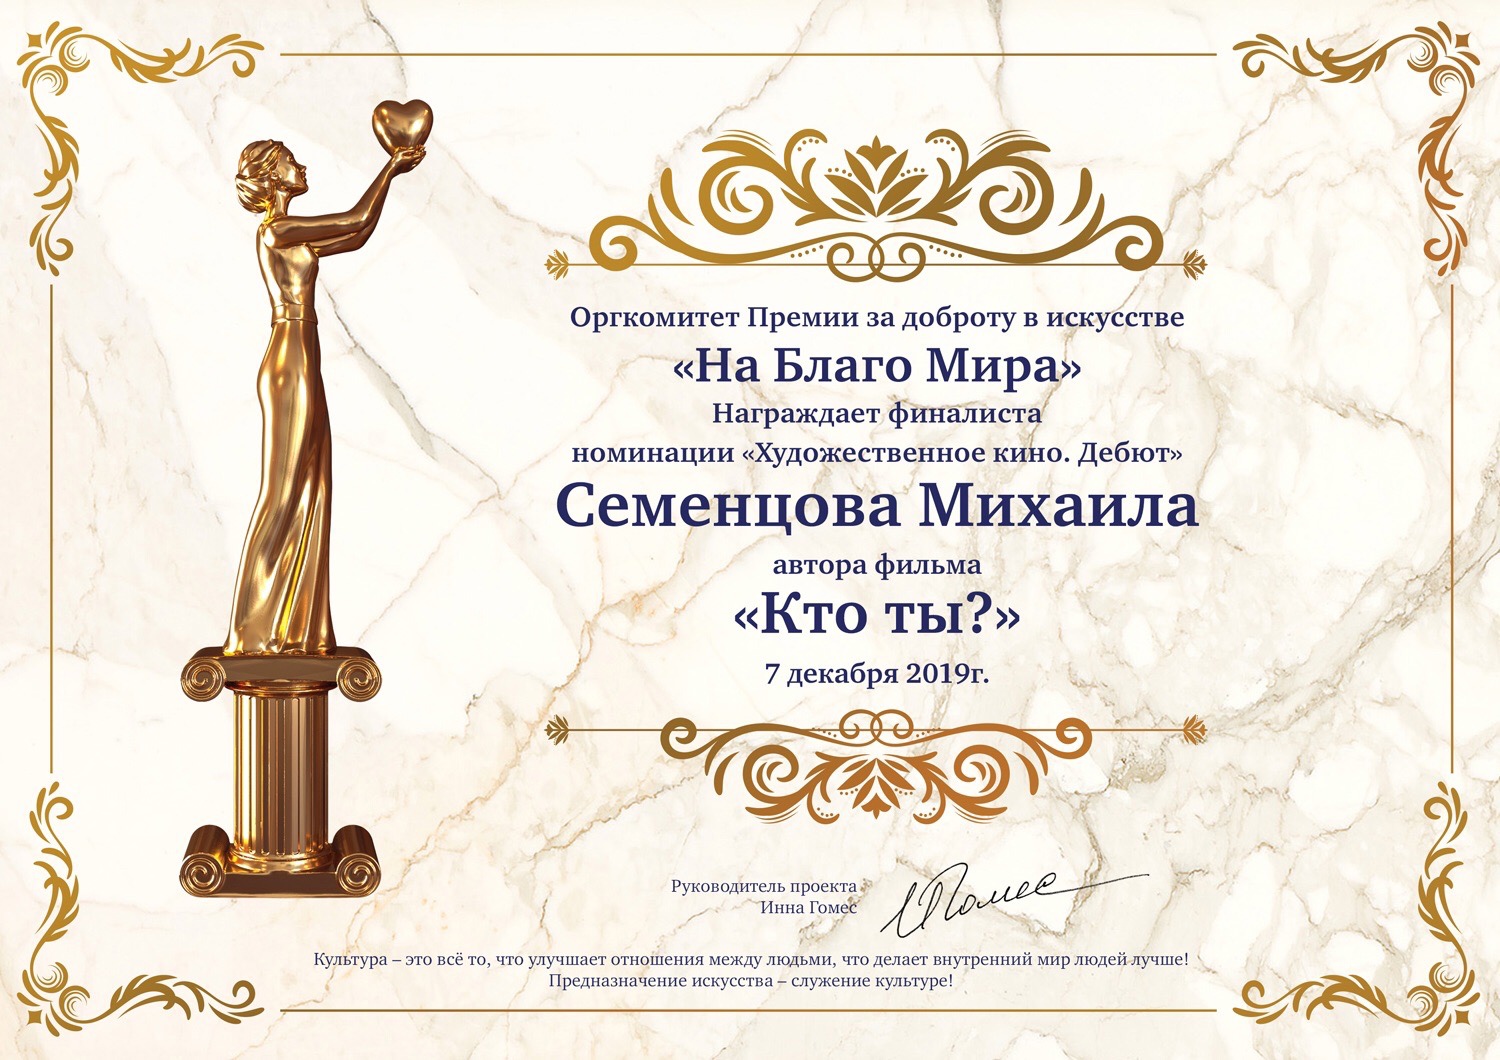 Оргкомитет Премии за доброту в искусстве
«На Благо Мира»
Награждает финалиста
номинации «Художественное кино. Дебют»
Семенцова Михаила
автора фильма
«Кто ты?»
7 декабря 2019г.
Руководитель проекта
Инна Гомес
Культура – это всё то, что улучшает отношения между людьми, что делает внутренний мир людей лучше!
Предназначение искусства – служение культуре!